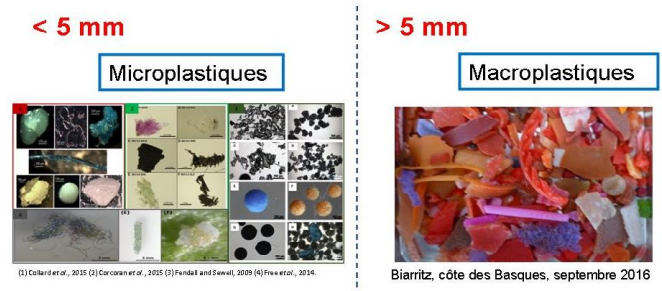 < 5 mm
> 5 mm
Microplastiques
Macroplastiques
(1) Collard et al., 2015 (2) Corcoran et al., 2015 (3) Fendall and Sewell, 2009 (4) Free et al., 2014.
Biarritz, côte des Basques, septembre 2016